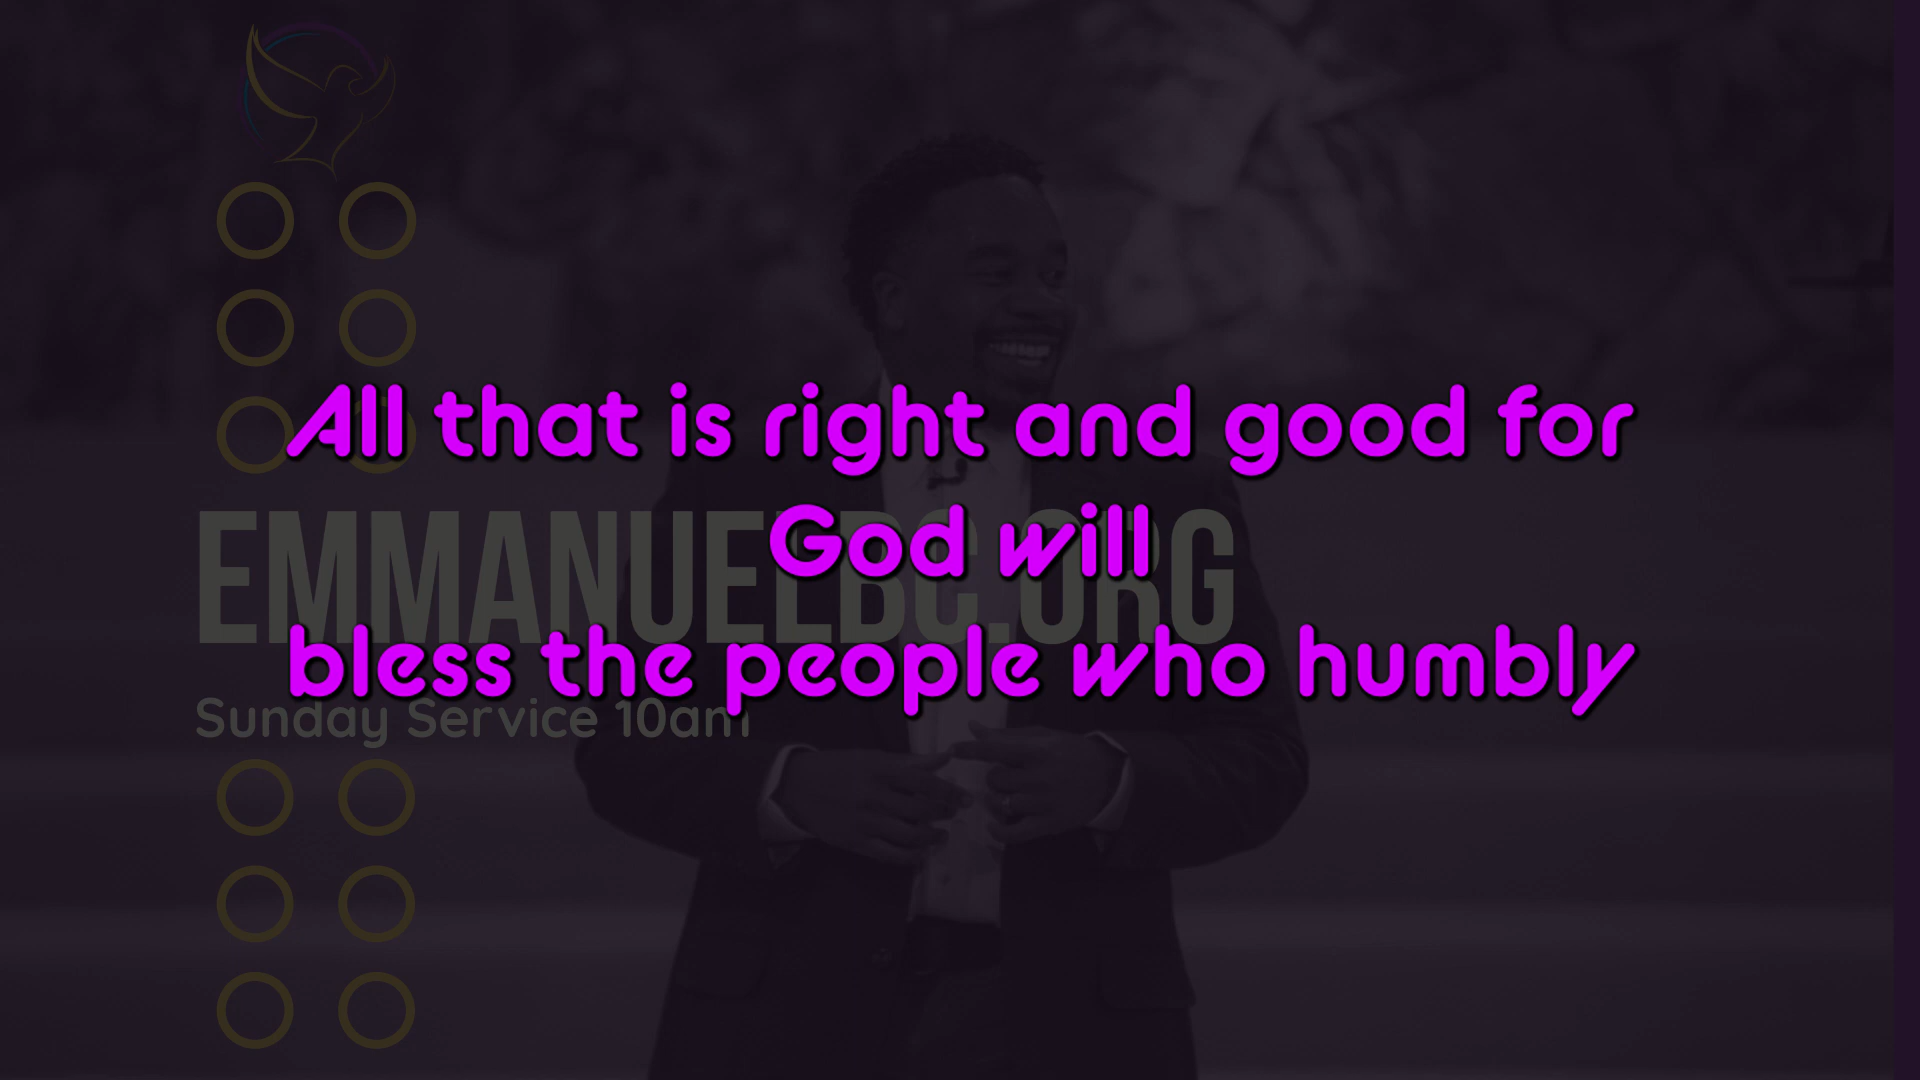 All that is right and good for
God will
bless the people who humbly
EMMANUELBC.ORG
Sunday Service 10am